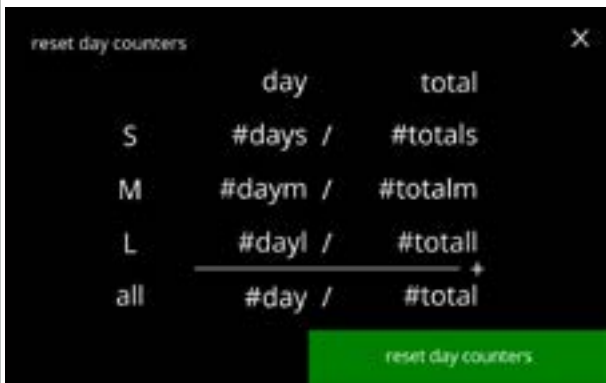 reset day counters ×
day total
S #days / #totals
M #daym / #totalm
L #dayl / #totall
+
all #day / #total
reset day counters